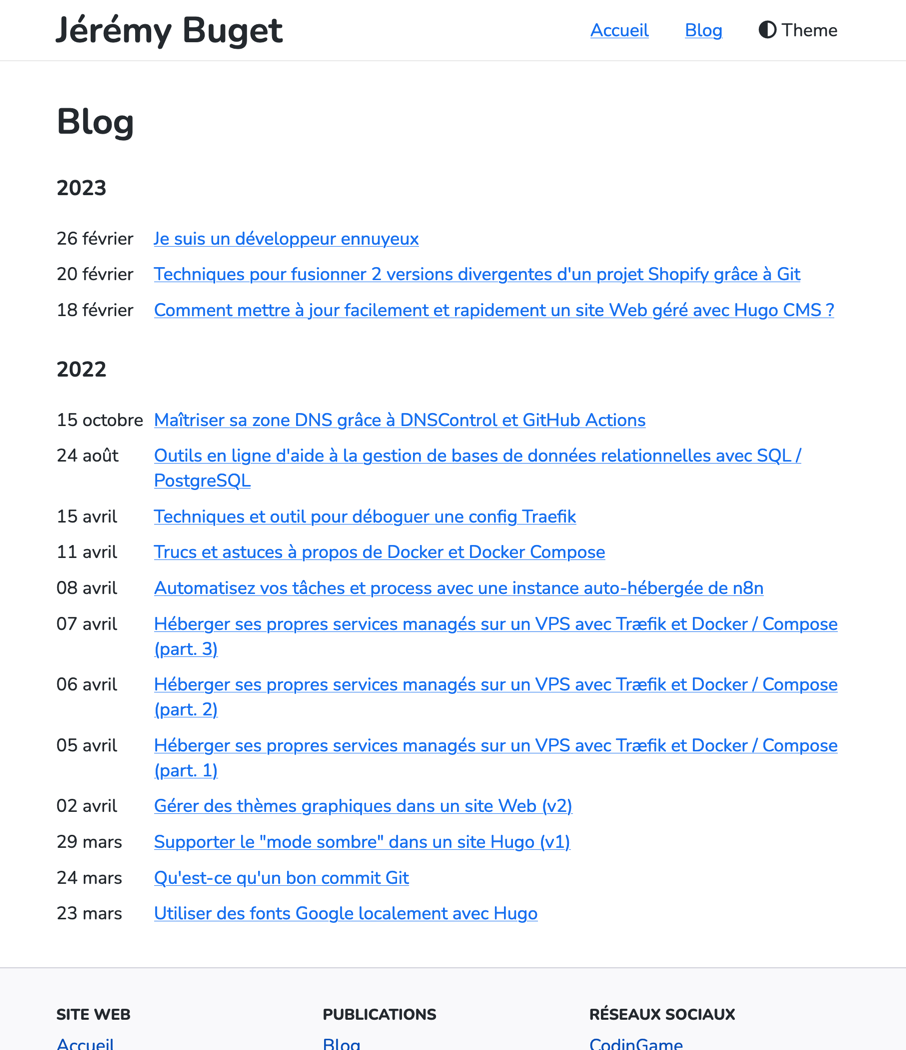 Jérémy Buget
Accueil
Blog
Theme
Blog
2023
26 février Je suis un développeur ennuyeux
20 février Techniques pour fusionner 2 versions divergentes d'un projet Shopify grâce à Git
18 février Comment mettre à jour facilement et rapidement un site Web géré avec Hugo CMS ?
2022
15 octobre Maîtriser sa zone DNS grâce à DNSControl et GitHub Actions
24 août Outils en ligne d'aide à la gestion de bases de données relationnelles avec SQL /
PostgreSQL
15 avril Techniques et outil pour déboguer une config Traefik
11 avril Trucs et astuces à propos de Docker et Docker Compose
08 avril Automatisez vos tâches et process avec une instance auto-hébergée de n8n
07 avril Héberger ses propres services managés sur un VPS avec Træfik et Docker / Compose
(part. 3)
06 avril Héberger ses propres services managés sur un VPS avec Træfik et Docker / Compose
(part. 2)
05 avril Héberger ses propres services managés sur un VPS avec Træfik et Docker / Compose
(part. 1)
02 avril Gérer des thèmes graphiques dans un site Web (v2)
29 mars Supporter le "mode sombre" dans un site Hugo (v1)
24 mars Qu'est-ce qu'un bon commit Git
23 mars Utiliser des fonts Google localement avec Hugo
SITE WEB
Accueil
PUBLICATIONS
Blog
RÉSEAUX SOCIAUX
CodinGame